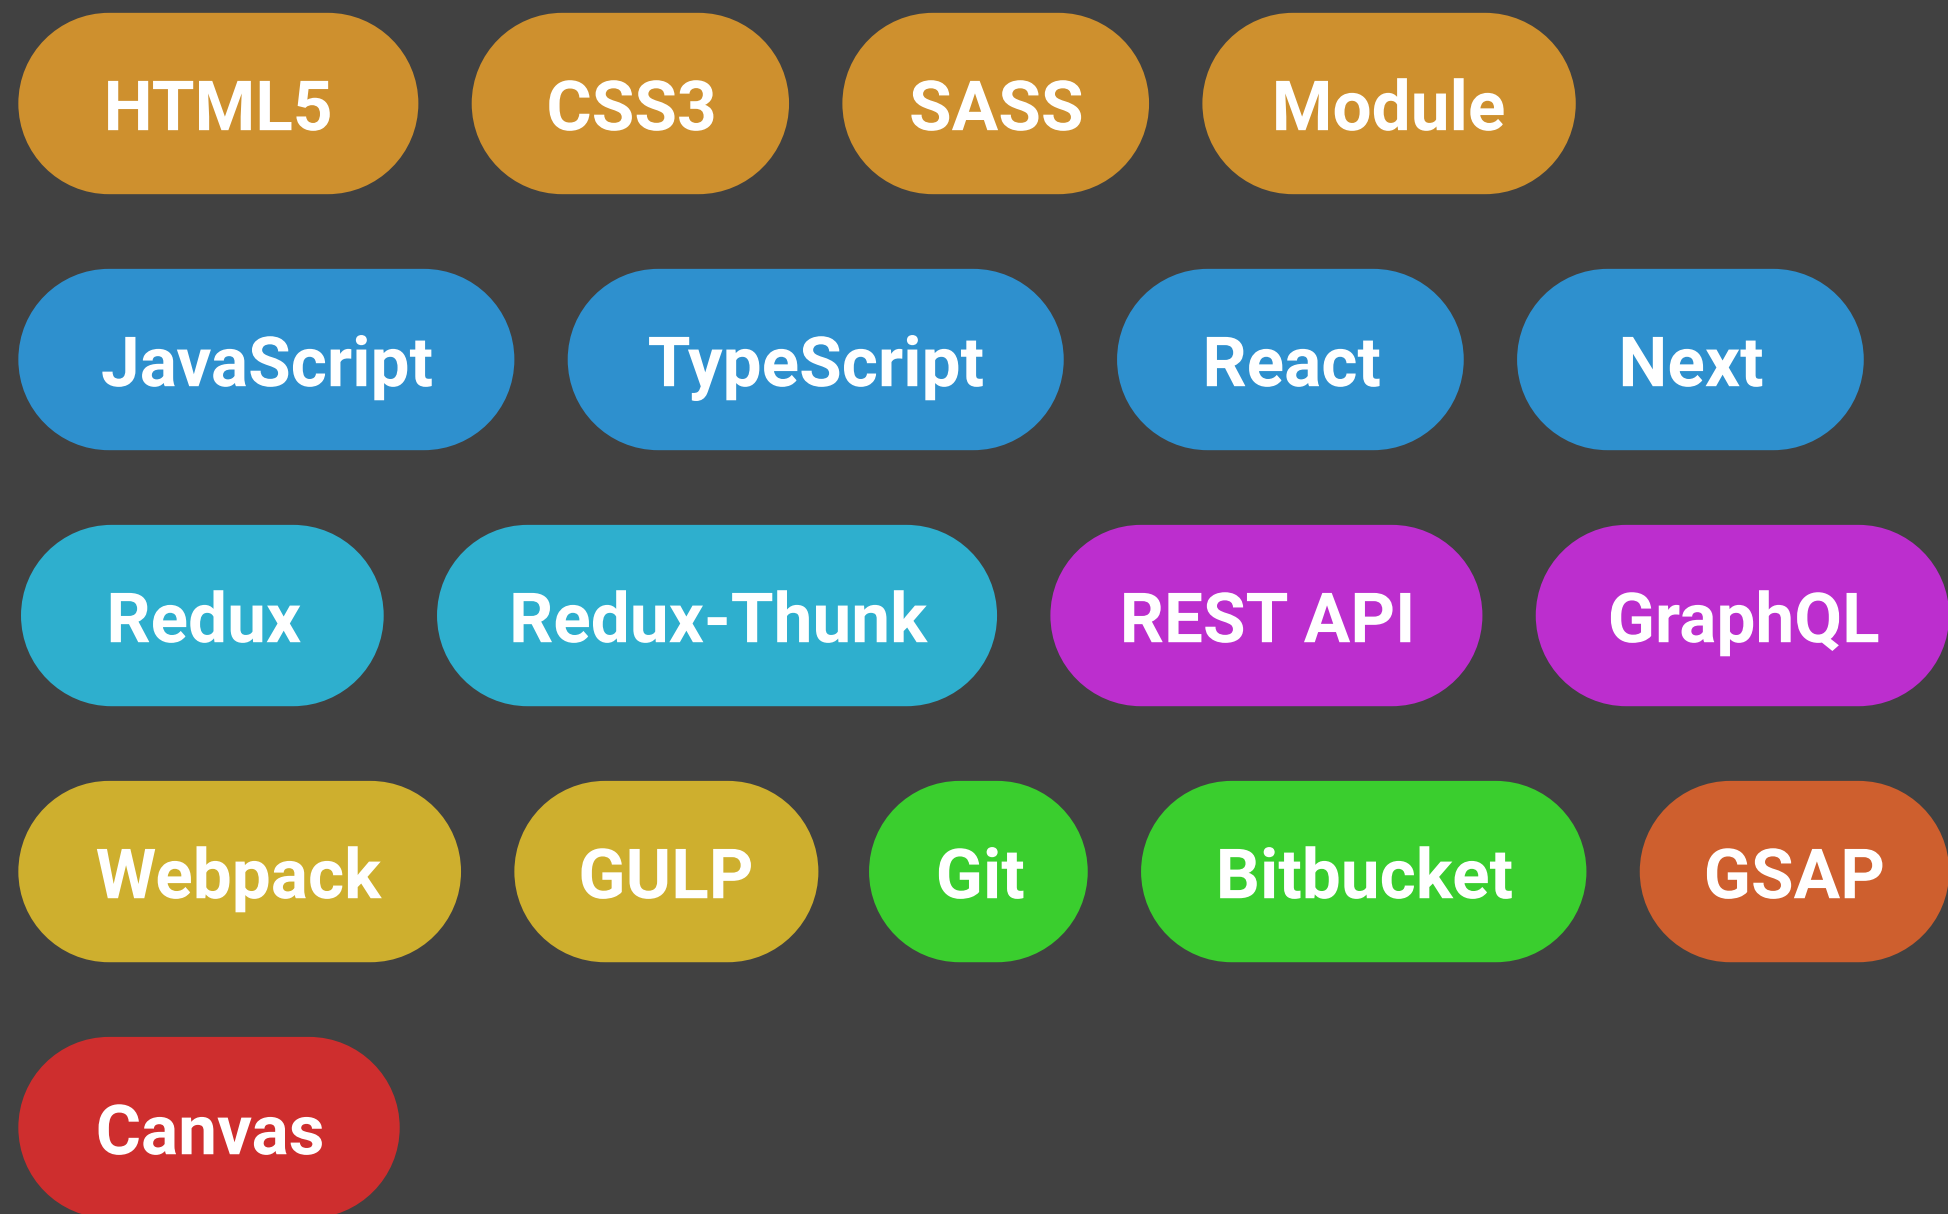 HTML5 CSS3 SASS Module
JavaScript TypeScript React Next
Redux Redux-Thunk REST API GraphQL
Webpack GULP Git Bitbucket GSAP
Canvas